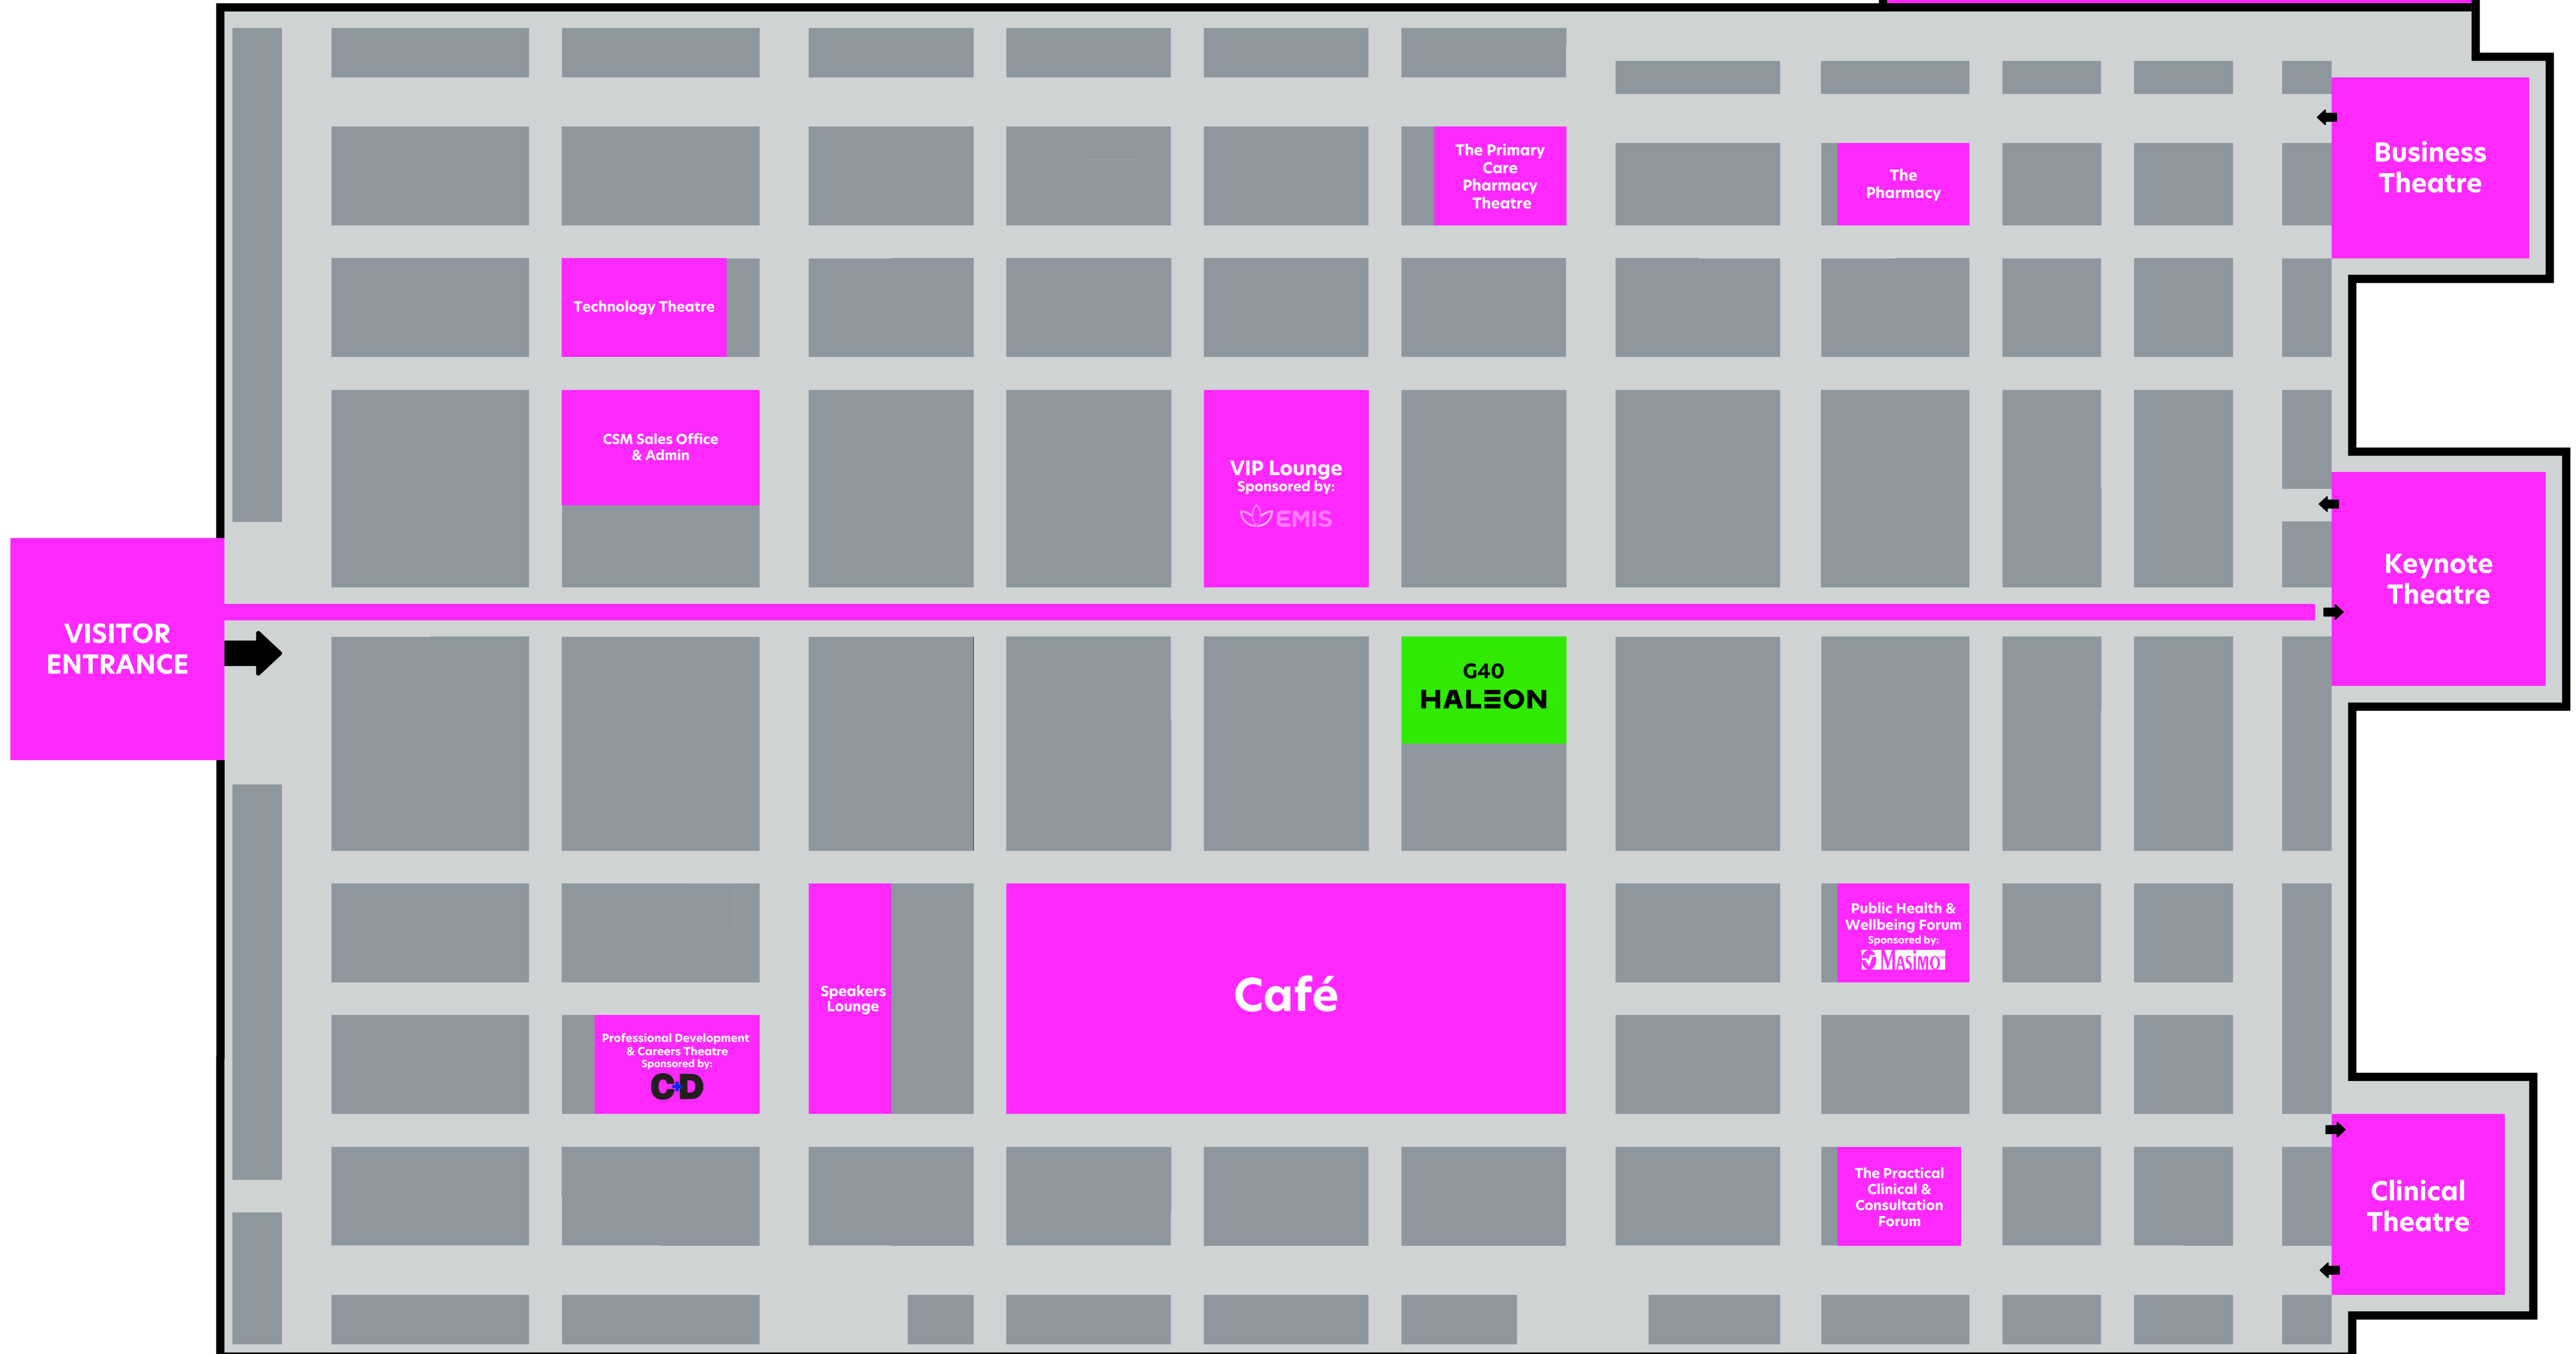 The Primary
Care
Pharmacy
Theatre
The
Pharmacy
Business
Theatre
Technology Theatre
CSM Sales Office
& Admin
VIP Lounge
Sponsored by:
EMIS
Keynote
Theatre
VISITOR
ENTRANCE
G40
HALEON
Café
Speakers
Lounge
Public Health &
Wellbeing Forum
Sponsored by:
MASiMO
Professional Development
& Careers Theatre
Sponsored by:
C+D
The Practical
Clinical &
Consultation
Forum
Clinical
Theatre